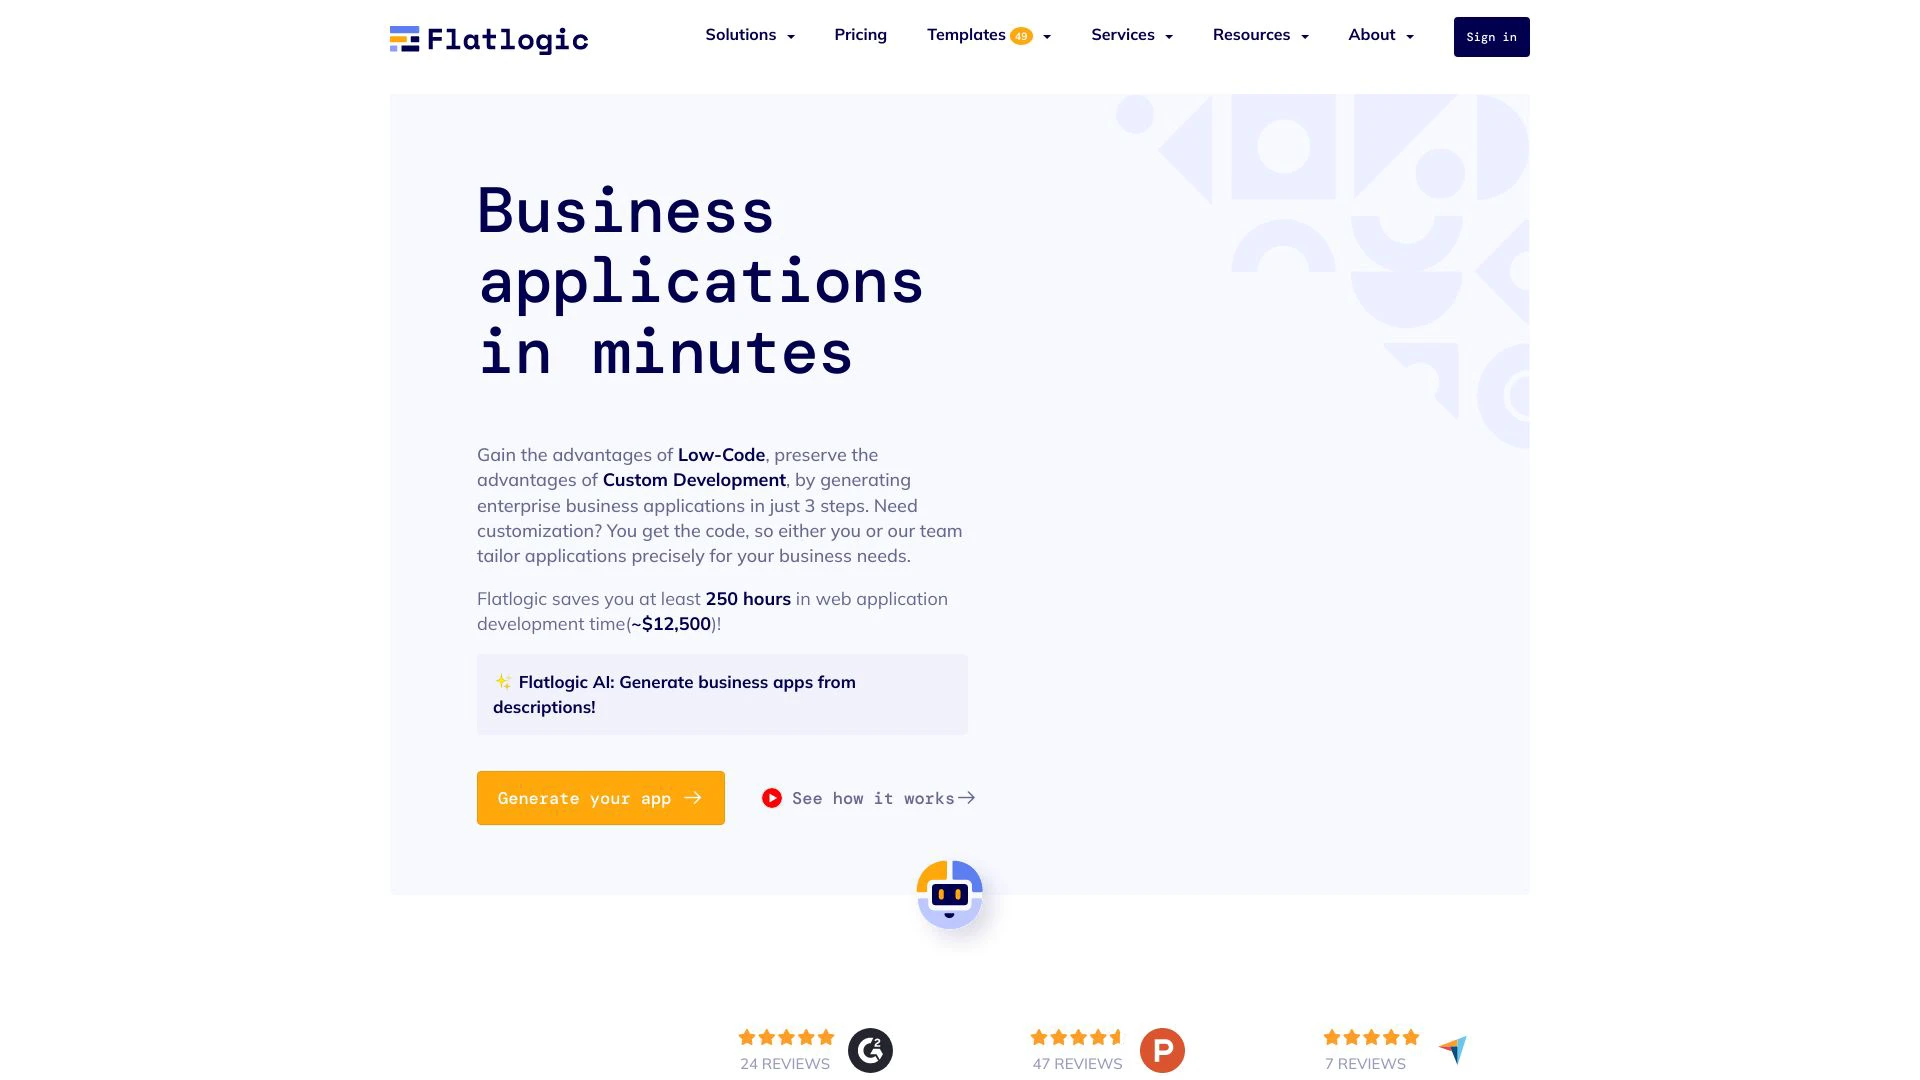 Flatlogic
Solutions
Pricing
Templates 49
Services
Resources
About
Sign in
Business
applications
in minutes
Gain the advantages of Low-Code, preserve the
advantages of Custom Development, by generating
enterprise business applications in just 3 steps. Need
customization? You get the code, so either you or our team
tailor applications precisely for your business needs.
Flatlogic saves you at least 250 hours in web application
development time(~$12,500)!
✨ Flatlogic AI: Generate business apps from
descriptions!
Generate your app →
See how it works→
24 REVIEWS
G2
47 REVIEWS
P
7 REVIEWS